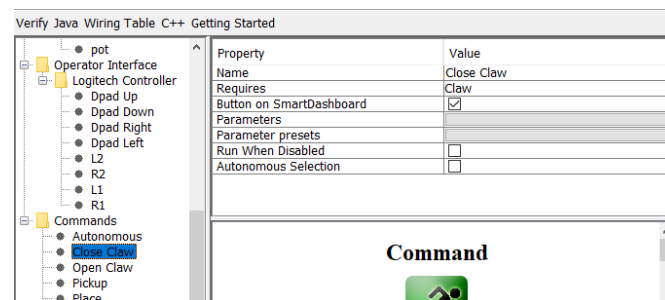 Verify Java Wiring Table C++ Getting Started
pot
Operator Interface
Logitech Controller
Dpad Up
Dpad Down
Dpad Right
Dpad Left
L2
R2
L1
R1
Commands
Autonomous
Close Claw
Open Claw
Pickup
Place
Property Value
Name Close Claw
Requires Claw
Button on SmartDashboard
Parameters
Parameter presets
Run When Disabled
Autonomous Selection
Command